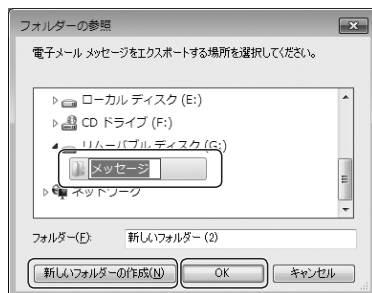 フォルダーの参照
電子メール メッセージをエクスポートする場所を選択してください。
ローカル ディスク (E:)
CD ドライブ (F:)
リムーバブル ディスク (G:)
メッセージ
ネットワーク
フォルダー(F): 新しいフォルダー (2)
新しいフォルダーの作成(N) OK キャンセル